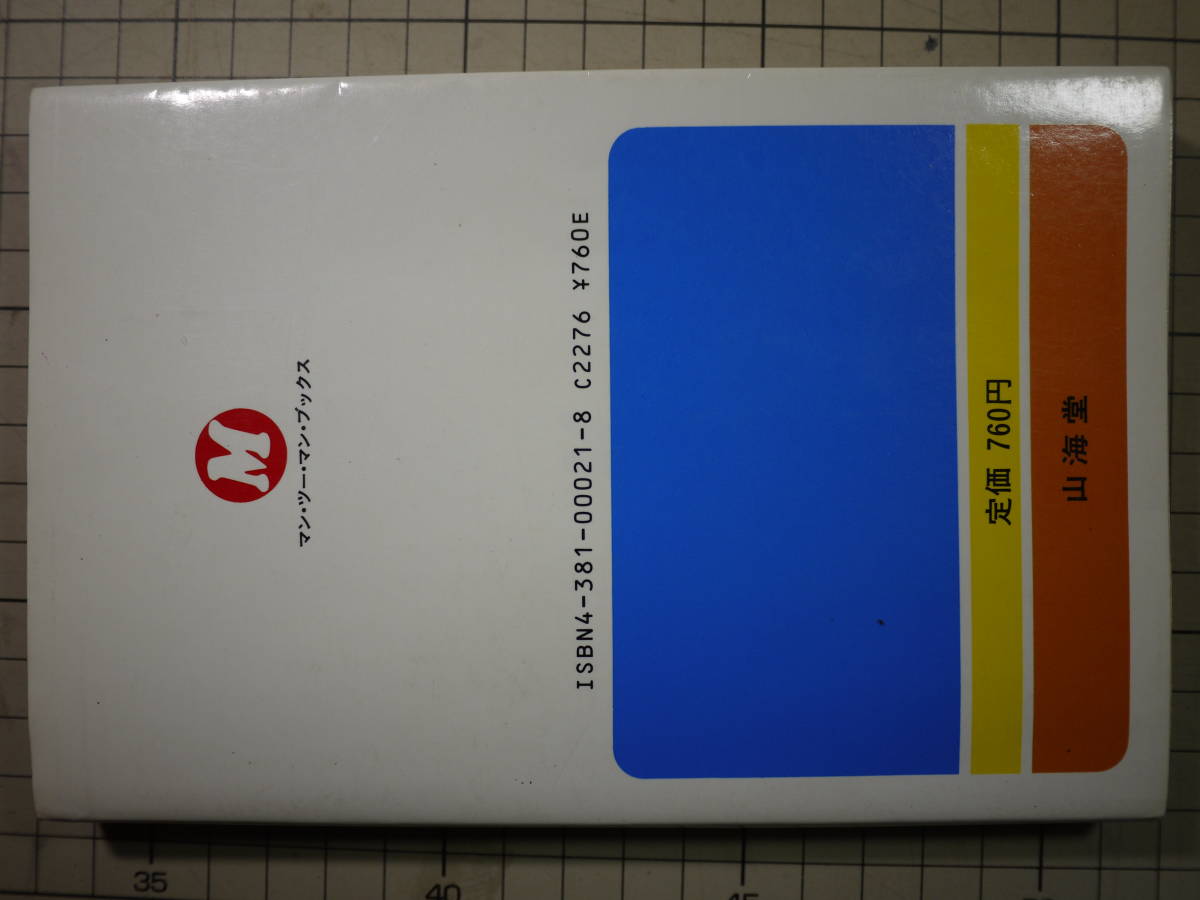 M
マン・ツー・マン・ブックス
ISBN4-381-00021-8 C2276 ¥760E
定価 760円
山海堂
35
40
45